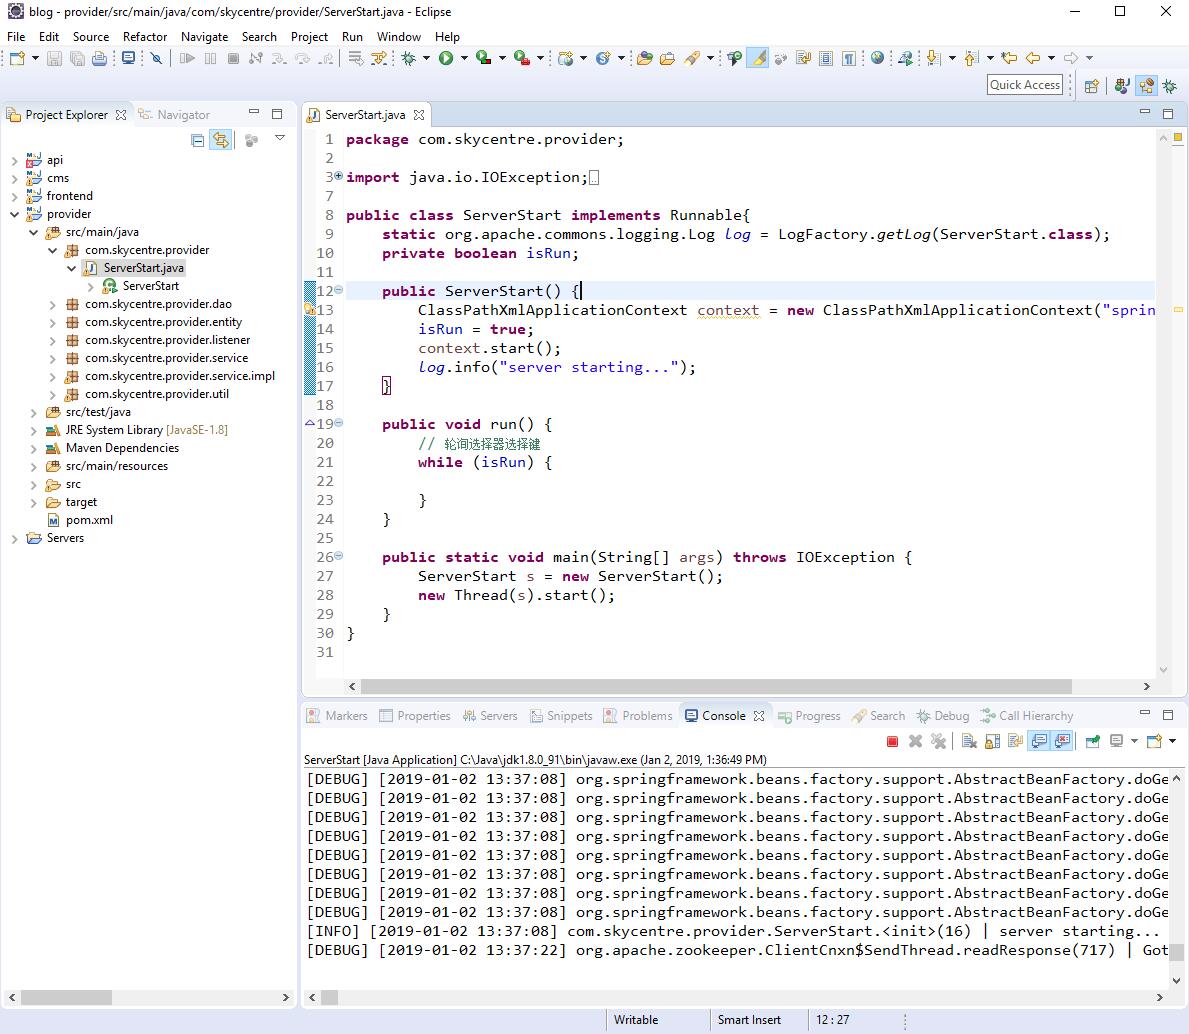 blog - provider/src/main/java/com/skycentre/provider/ServerStart.java - Eclipse
File Edit Source Refactor Navigate Search Project Run Window Help
Quick Access
Project Explorer Navigator
api
cms
frontend
provider
src/main/java
com.skycentre.provider
ServerStart.java
ServerStart
com.skycentre.provider.dao
com.skycentre.provider.entity
com.skycentre.provider.listener
com.skycentre.provider.service
com.skycentre.provider.service.impl
com.skycentre.provider.util
src/test/java
JRE System Library [JavaSE-1.8]
Maven Dependencies
src/main/resources
src
target
pom.xml
Servers
ServerStart.java
1 package com.skycentre.provider;
2
3 import java.io.IOException;
7
8 public class ServerStart implements Runnable{
9 static org.apache.commons.logging.Log log = LogFactory.getLog(ServerStart.class);
10 private boolean isRun;
11
12 public ServerStart() {
13 ClassPathXmlApplicationContext context = new ClassPathXmlApplicationContext("sprin
14 isRun = true;
15 context.start();
16 log.info("server starting...");
17 }
18
19 public void run() {
20 // 轮询选择器选择键
21 while (isRun) {
22
23 }
24 }
25
26 public static void main(String[] args) throws IOException {
27 ServerStart s = new ServerStart();
28 new Thread(s).start();
29 }
30 }
31
Markers Properties Servers Snippets Problems Console Progress Search Debug Call Hierarchy
ServerStart [Java Application] C:\Java\jdk1.8.0_91\bin\javaw.exe (Jan 2, 2019, 1:36:49 PM)
[DEBUG] [2019-01-02 13:37:08] org.springframework.beans.factory.support.AbstractBeanFactory.doGe
[DEBUG] [2019-01-02 13:37:08] org.springframework.beans.factory.support.AbstractBeanFactory.doGe
[DEBUG] [2019-01-02 13:37:08] org.springframework.beans.factory.support.AbstractBeanFactory.doGe
[DEBUG] [2019-01-02 13:37:08] org.springframework.beans.factory.support.AbstractBeanFactory.doGe
[DEBUG] [2019-01-02 13:37:08] org.springframework.beans.factory.support.AbstractBeanFactory.doGe
[DEBUG] [2019-01-02 13:37:08] org.springframework.beans.factory.support.AbstractBeanFactory.doGe
[DEBUG] [2019-01-02 13:37:08] org.springframework.beans.factory.support.AbstractBeanFactory.doGe
[DEBUG] [2019-01-02 13:37:08] org.springframework.beans.factory.support.AbstractBeanFactory.doGe
[INFO] [2019-01-02 13:37:08] com.skycentre.provider.ServerStart.<init>(16) | server starting...
[DEBUG] [2019-01-02 13:37:22] org.apache.zookeeper.ClientCnxn$SendThread.readResponse(717) | Got
Writable Smart Insert 12 : 27